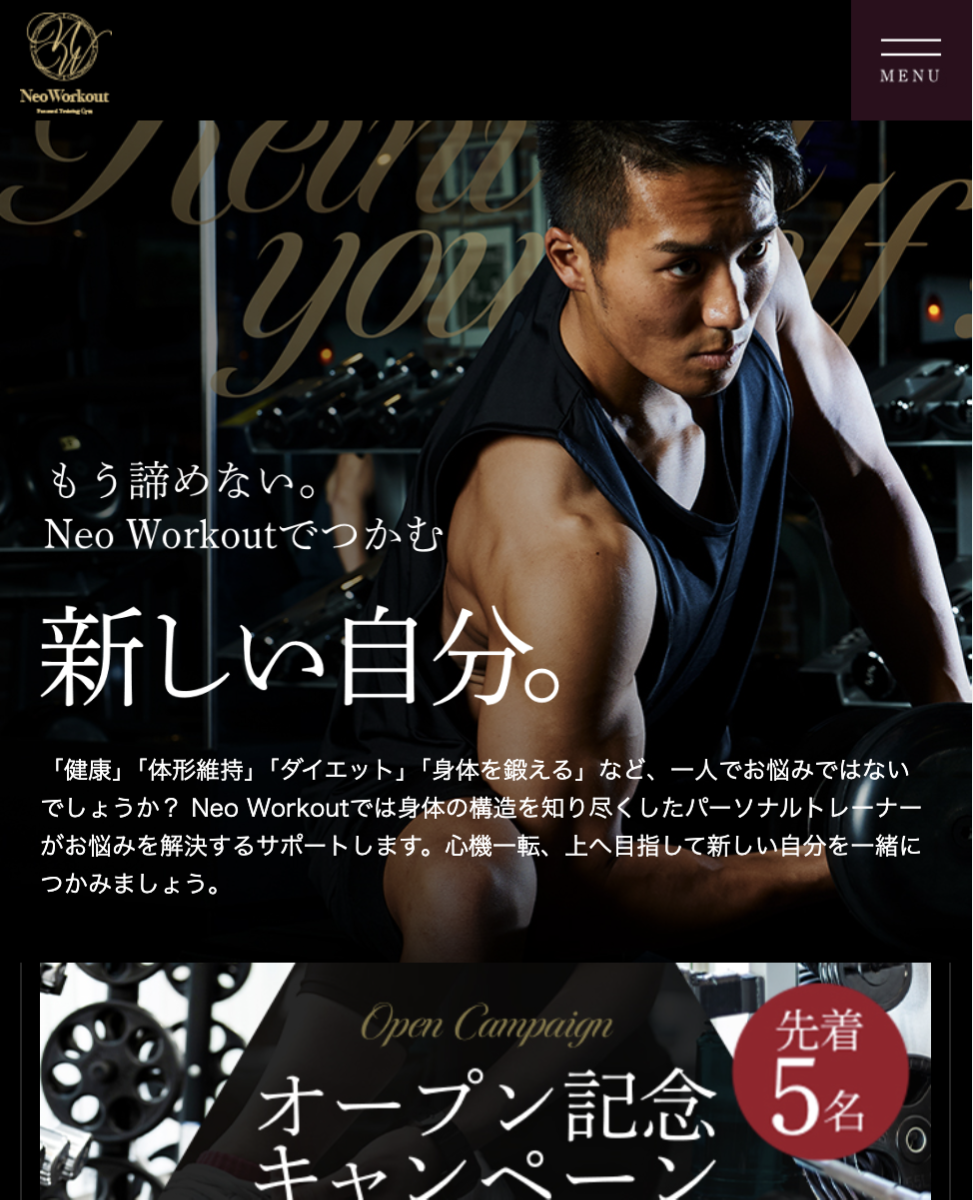 NW
NeoWorkout
Personal Training Gym
MENU
yourself.
もう諦めない。
Neo Workoutでつかむ
新しい自分。
「健康」「体形維持」「ダイエット」「身体を鍛える」など、一人でお悩みではない
でしょうか? Neo Workoutでは身体の構造を知り尽くしたパーソナルトレーナー
がお悩みを解決するサポートします。心機一転、上へ目指して新しい自分を一緒に
つかみましょう。
Open Campaign
先着
5名
オープン記念
キャンペーン